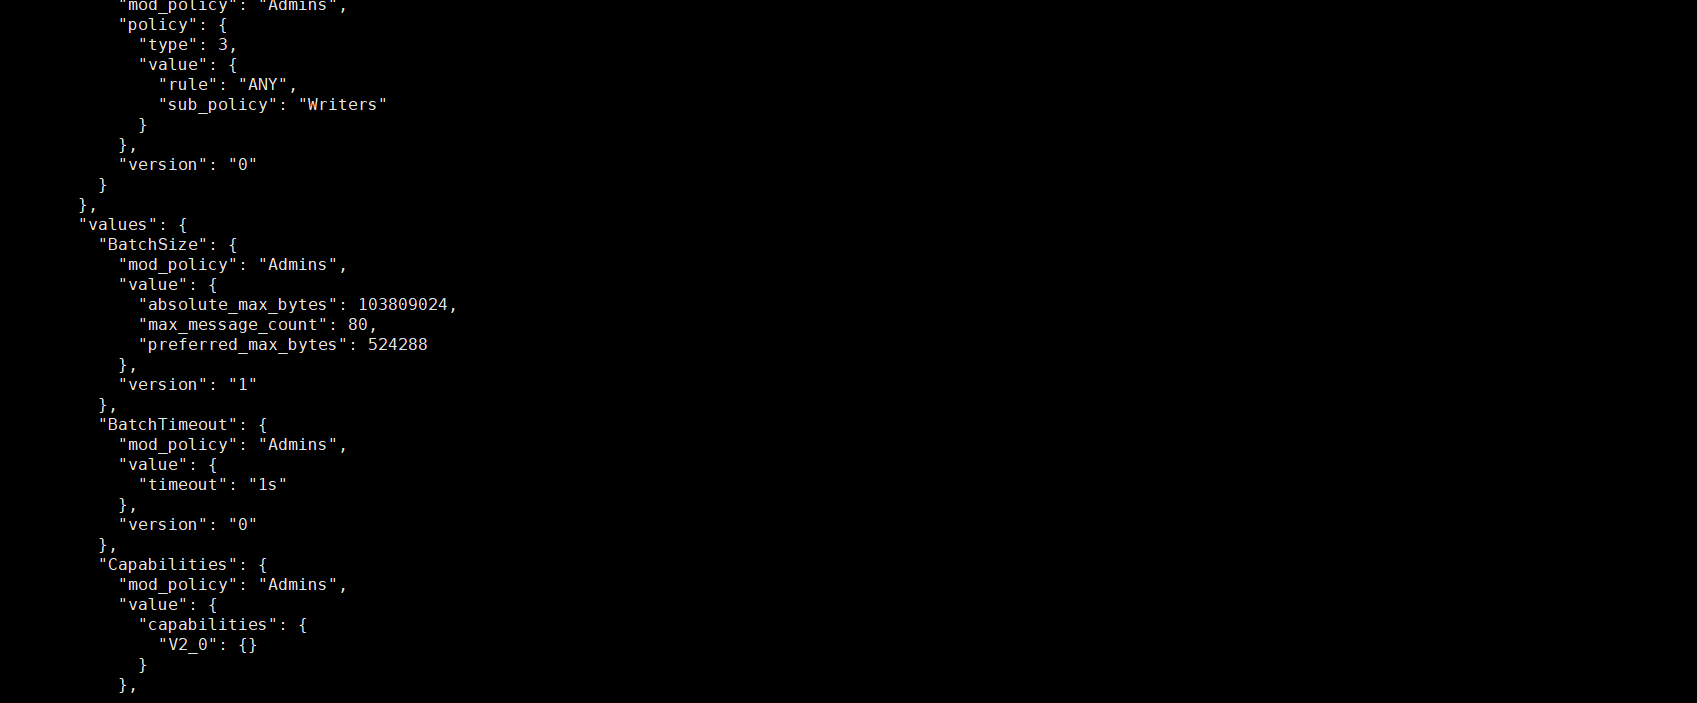 "mod_policy": "Admins",
"policy": {
"type": 3,
"value": {
"rule": "ANY",
"sub_policy": "Writers"
}
},
"version": "0"
}
},
"values": {
"BatchSize": {
"mod_policy": "Admins",
"value": {
"absolute_max_bytes": 103809024,
"max_message_count": 80,
"preferred_max_bytes": 524288
},
"version": "1"
},
"BatchTimeout": {
"mod_policy": "Admins",
"value": {
"timeout": "1s"
},
"version": "0"
},
"Capabilities": {
"mod_policy": "Admins",
"value": {
"capabilities": {
"V2_0": {}
}
},